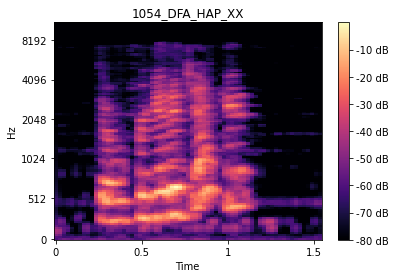 1054_DFA_HAP_XX
8192
4096
2048
1024
512
0
Hz
0
0.5
1
1.5
Time
-10 dB
-20 dB
-30 dB
-40 dB
-50 dB
-60 dB
-70 dB
-80 dB